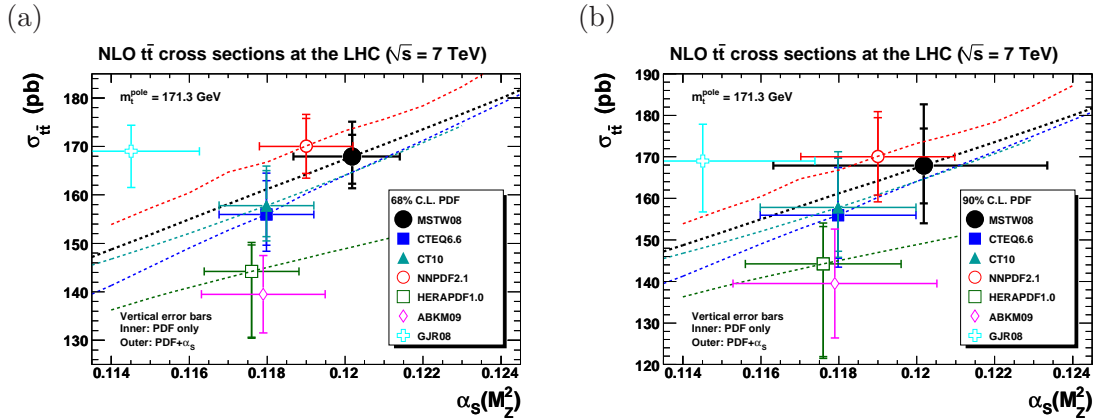 (a)
NLO tt̄ cross sections at the LHC (√s = 7 TeV)
σ_tt̄ (pb)
m_t^pole = 171.3 GeV
180
170
160
150
140
130
68% C.L. PDF
MSTW08
CTEQ6.6
CT10
NNPDF2.1
HERAPDF1.0
ABKM09
GJR08
Vertical error bars
Inner: PDF only
Outer: PDF+α_S
0.114 0.116 0.118 0.12 0.122 0.124
α_S(M_Z^2)
(b)
NLO tt̄ cross sections at the LHC (√s = 7 TeV)
σ_tt̄ (pb)
m_t^pole = 171.3 GeV
190
180
170
160
150
140
130
120
90% C.L. PDF
MSTW08
CTEQ6.6
CT10
NNPDF2.1
HERAPDF1.0
ABKM09
GJR08
Vertical error bars
Inner: PDF only
Outer: PDF+α_S
0.114 0.116 0.118 0.12 0.122 0.124
α_S(M_Z^2)